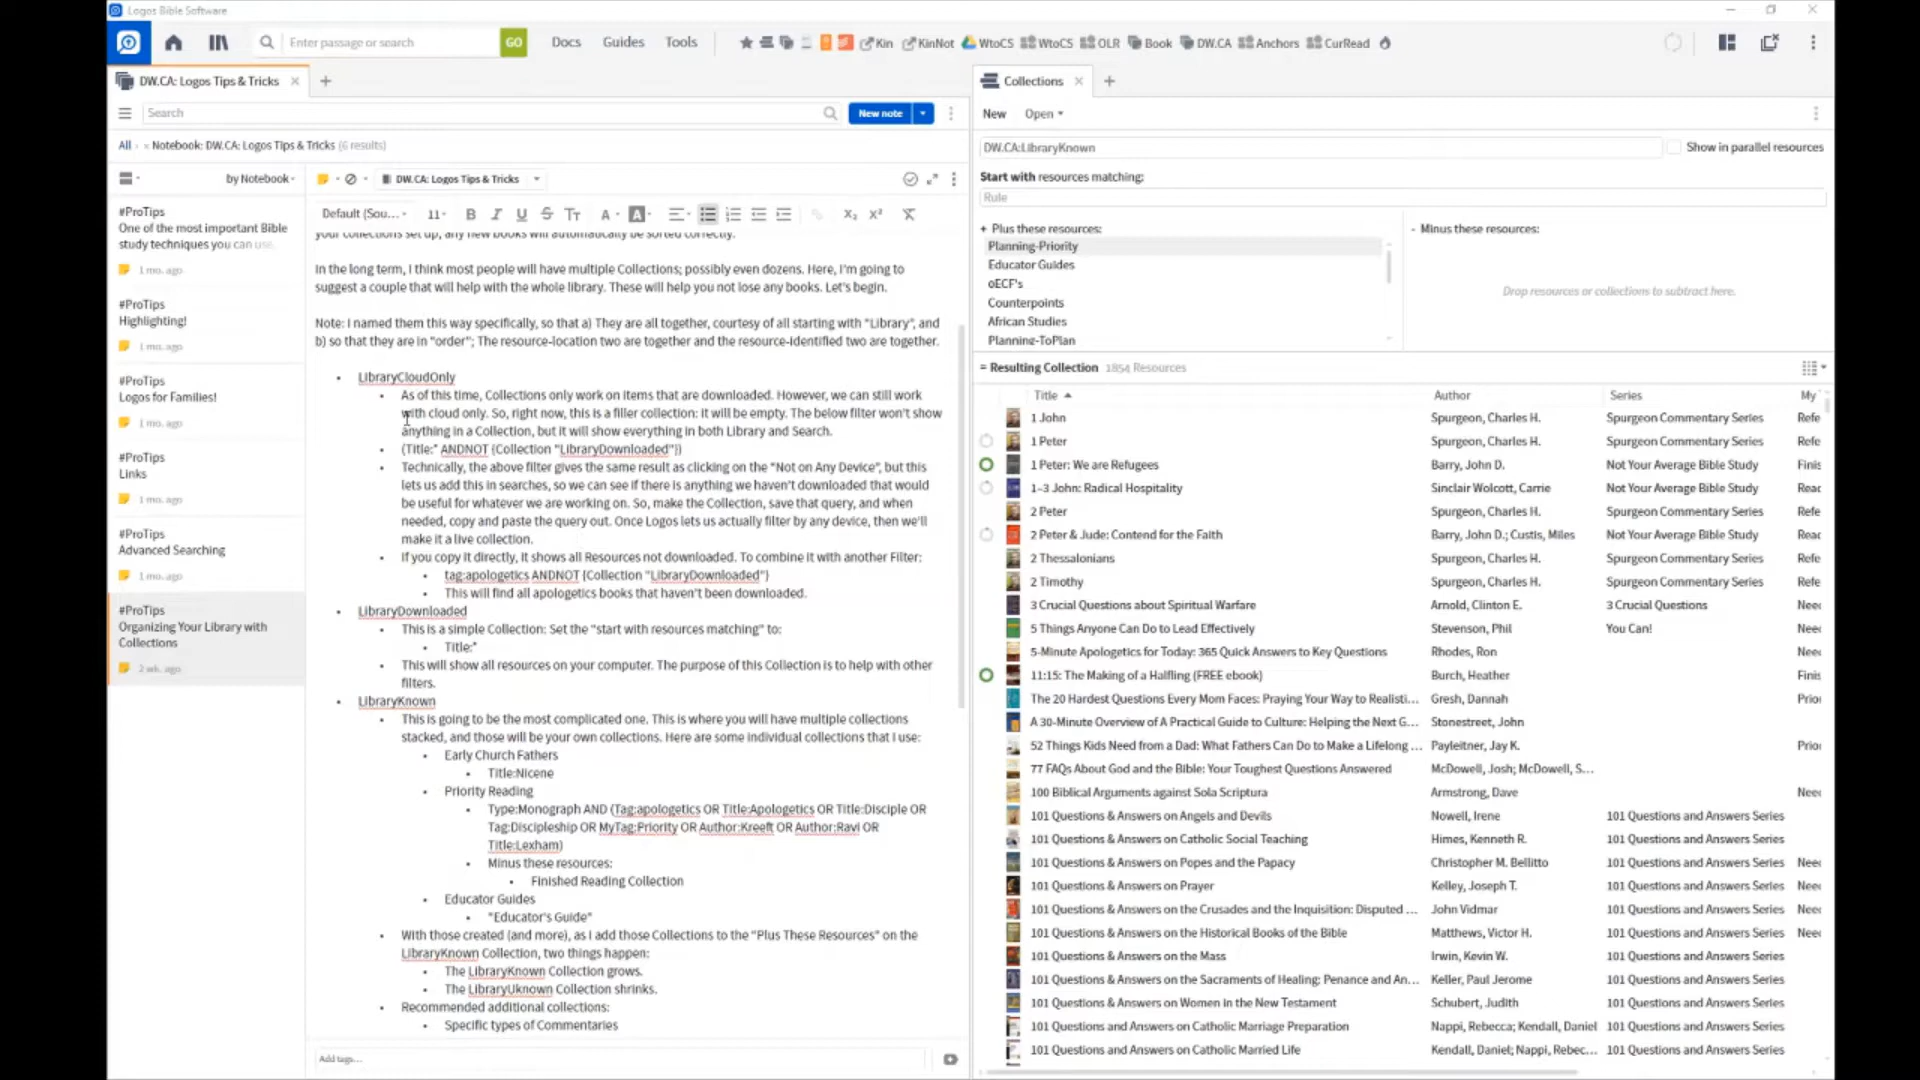 Logos Bible Software
Enter passage or search
GO
Docs
Guides
Tools
Kin
KinNot
WtoCS
WtoCS
OLR
Book
DW.CA
Anchors
CurRead
DW.CA: Logos Tips & Tricks
Search
New note
All
Notebook: DW.CA: Logos Tips & Tricks (6 results)
by Notebook
#ProTips
One of the most important Bible
study techniques you can use.
1 mo. ago
#ProTips
Highlighting!
1 mo. ago
#ProTips
Logos for Families!
1 mo. ago
#ProTips
Links
1 mo. ago
#ProTips
Advanced Searching
1 mo. ago
#ProTips
Organizing Your Library with
Collections
2 wk. ago
DW.CA: Logos Tips & Tricks
Default (Sou...
11
your collections set up, any new books will automatically be sorted correctly.
In the long term, I think most people will have multiple Collections; possibly even dozens. Here, I'm going to
suggest a couple that will help with the whole library. These will help you not lose any books. Let's begin.
Note: I named them this way specifically, so that a) They are all together, courtesy of all starting with "Library", and
b) so that they are in "order"; The resource-location two are together and the resource-identified two are together.
LibraryCloudOnly
As of this time, Collections only work on items that are downloaded. However, we can still work
with cloud only. So, right now, this is a filler collection: it will be empty. The below filter won't show
anything in a Collection, but it will show everything in both Library and Search.
(Title:* ANDNOT {Collection "LibraryDownloaded"})
Technically, the above filter gives the same result as clicking on the "Not on Any Device", but this
lets us add this in searches, so we can see if there is anything we haven't downloaded that would
be useful for whatever we are working on. So, make the Collection, save that query, and when
needed, copy and paste the query out. Once Logos lets us actually filter by any device, then we'll
make it a live collection.
If you copy it directly, it shows all Resources not downloaded. To combine it with another Filter:
tag:apologetics ANDNOT {Collection "LibraryDownloaded"}
This will find all apologetics books that haven't been downloaded.
LibraryDownloaded
This is a simple Collection: Set the "start with resources matching" to:
Title:*
This will show all resources on your computer. The purpose of this Collection is to help with other
filters.
LibraryKnown
This is going to be the most complicated one. This is where you will have multiple collections
stacked, and those will be your own collections. Here are some individual collections that I use:
Early Church Fathers
Title:Nicene
Priority Reading
Type:Monograph AND (Tag:apologetics OR Title:Apologetics OR Title:Disciple OR
Tag:Discipleship OR MyTag:Priority OR Author:Kreeft OR Author:Ravi OR
Title:Lexham)
Minus these resources:
Finished Reading Collection
Educator Guides
"Educator's Guide"
With those created (and more), as I add those Collections to the "Plus These Resources" on the
LibraryKnown Collection, two things happen:
The LibraryKnown Collection grows.
The LibraryUknown Collection shrinks.
Recommended additional collections:
Specific types of Commentaries
Add tags...
Collections
New
Open
DW.CA:LibraryKnown
Show in parallel resources
Start with resources matching:
Rule
+ Plus these resources:
Planning-Priority
Educator Guides
oECF's
Counterpoints
African Studies
Planning-ToPlan
- Minus these resources:
Drop resources or collections to subtract here.
= Resulting Collection 1854 Resources
Title Author Series My
1 John Spurgeon, Charles H. Spurgeon Commentary Series Refe
1 Peter Spurgeon, Charles H. Spurgeon Commentary Series Refe
1 Peter: We are Refugees Barry, John D. Not Your Average Bible Study Finis
1–3 John: Radical Hospitality Sinclair Wolcott, Carrie Not Your Average Bible Study Reac
2 Peter Spurgeon, Charles H. Spurgeon Commentary Series Refe
2 Peter & Jude: Contend for the Faith Barry, John D.; Custis, Miles Not Your Average Bible Study Reac
2 Thessalonians Spurgeon, Charles H. Spurgeon Commentary Series Refe
2 Timothy Spurgeon, Charles H. Spurgeon Commentary Series Refe
3 Crucial Questions about Spiritual Warfare Arnold, Clinton E. 3 Crucial Questions Neec
5 Things Anyone Can Do to Lead Effectively Stevenson, Phil You Can! Neec
5-Minute Apologetics for Today: 365 Quick Answers to Key Questions Rhodes, Ron Neec
11:15: The Making of a Halfling (FREE ebook) Burch, Heather Finis
The 20 Hardest Questions Every Mom Faces: Praying Your Way to Realisti... Gresh, Dannah Prior
A 30-Minute Overview of A Practical Guide to Culture: Helping the Next G... Stonestreet, John
52 Things Kids Need from a Dad: What Fathers Can Do to Make a Lifelong ... Payleitner, Jay K. Prior
77 FAQs About God and the Bible: Your Toughest Questions Answered McDowell, Josh; McDowell, S...
100 Biblical Arguments against Sola Scriptura Armstrong, Dave Neec
101 Questions & Answers on Angels and Devils Nowell, Irene 101 Questions and Answers Series
101 Questions & Answers on Catholic Social Teaching Himes, Kenneth R. 101 Questions and Answers Series
101 Questions & Answers on Popes and the Papacy Christopher M. Bellitto 101 Questions and Answers Series Neec
101 Questions & Answers on Prayer Kelley, Joseph T. 101 Questions and Answers Series Neec
101 Questions & Answers on the Crusades and the Inquisition: Disputed ... John Vidmar 101 Questions and Answers Series Neec
101 Questions & Answers on the Historical Books of the Bible Matthews, Victor H. 101 Questions and Answers Series Neec
101 Questions & Answers on the Mass Irwin, Kevin W. 101 Questions and Answers Series
101 Questions & Answers on the Sacraments of Healing: Penance and An... Keller, Paul Jerome 101 Questions and Answers Series
101 Questions & Answers on Women in the New Testament Schubert, Judith 101 Questions and Answers Series
101 Questions and Answers on Catholic Marriage Preparation Nappi, Rebecca; Kendall, Daniel 101 Questions and Answers Series
101 Questions and Answers on Catholic Married Life Kendall, Daniel; Nappi, Rebec... 101 Questions and Answers Series